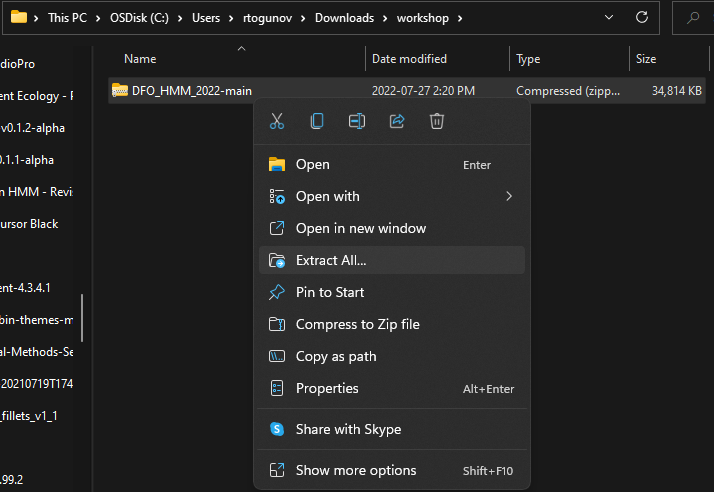 This PC > OSDisk (C:) > Users > rtogunov > Downloads > workshop >
Name Date modified Type Size
DFO_HMM_2022-main 2022-07-27 2:20 PM Compressed (zipp... 34,814 KB
Open Enter
Open with >
Open in new window
Extract All...
Pin to Start
Compress to Zip file
Copy as path
Properties Alt+Enter
Share with Skype
Show more options Shift+F10
dioPro
ent Ecology - F
v0.1.2-alpha
0.1.1-alpha
n HMM - Revis
ursor Black
ent-4.3.4.1
bin-themes-m
al-Methods-Se
20210719T174
_fillets_v1_1
.99.2